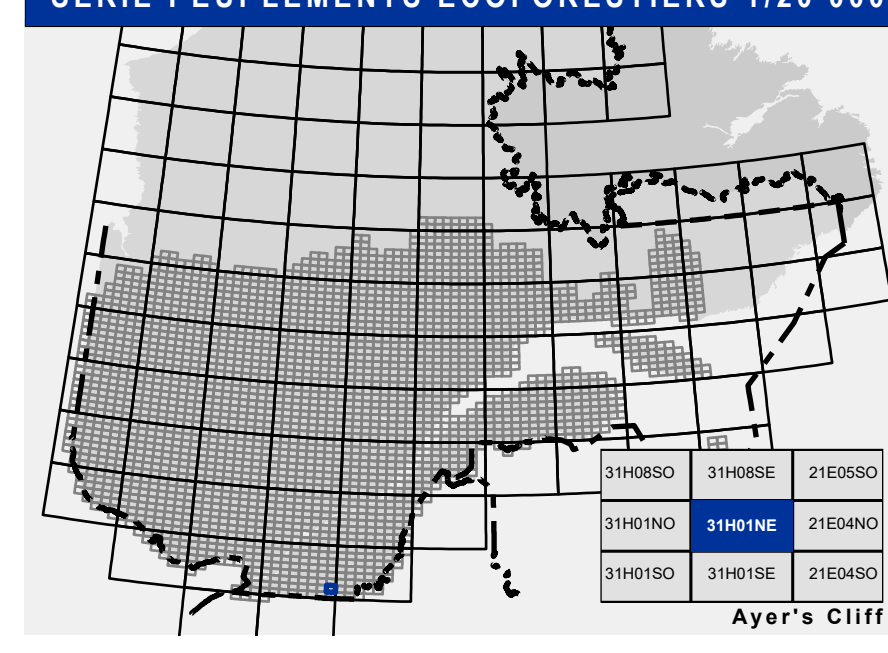 SÉRIE PEUPLEMENTS ÉCOFORESTIERS 1/20 000
31H08SO 31H08SE 21E05SO
31H01NO 31H01NE 21E04NO
31H01SO 31H01SE 21E04SO
Ayer's Cliff